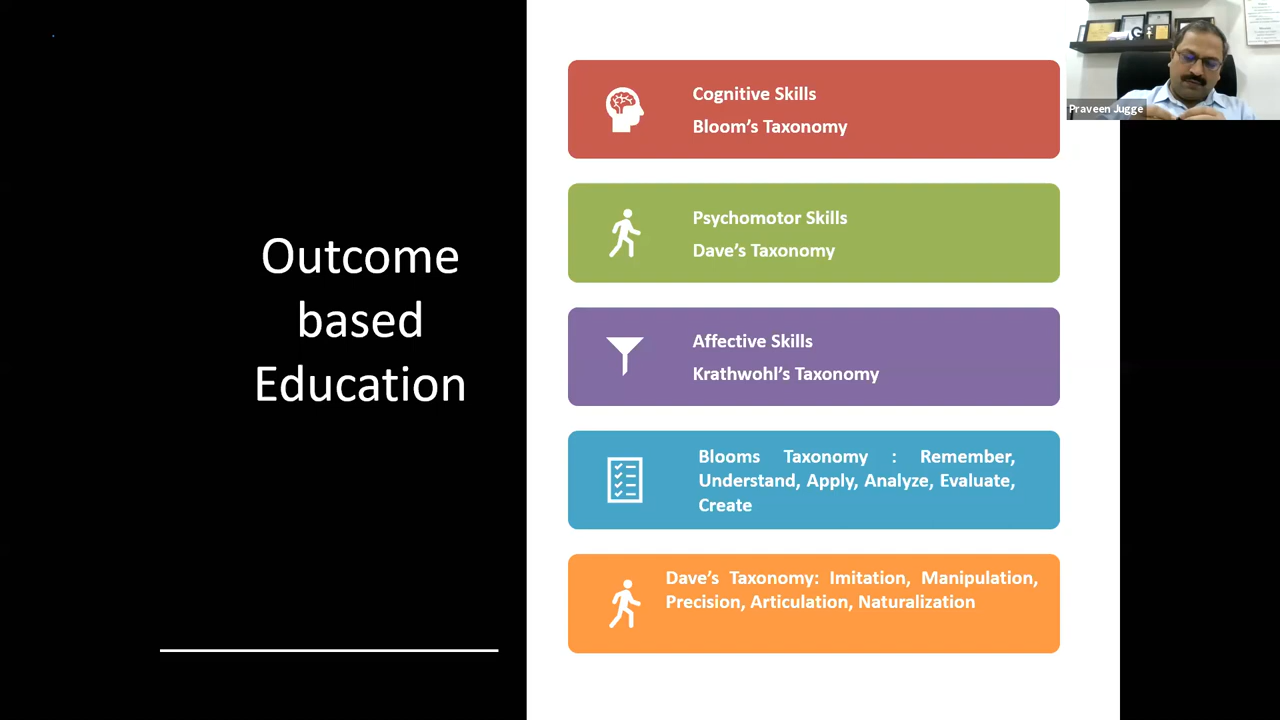 Outcome
based
Education
Cognitive Skills
Bloom's Taxonomy
Psychomotor Skills
Dave's Taxonomy
Affective Skills
Krathwohl's Taxonomy
Blooms Taxonomy : Remember,
Understand, Apply, Analyze, Evaluate,
Create
Dave's Taxonomy: Imitation, Manipulation,
Precision, Articulation, Naturalization
Praveen Jugge